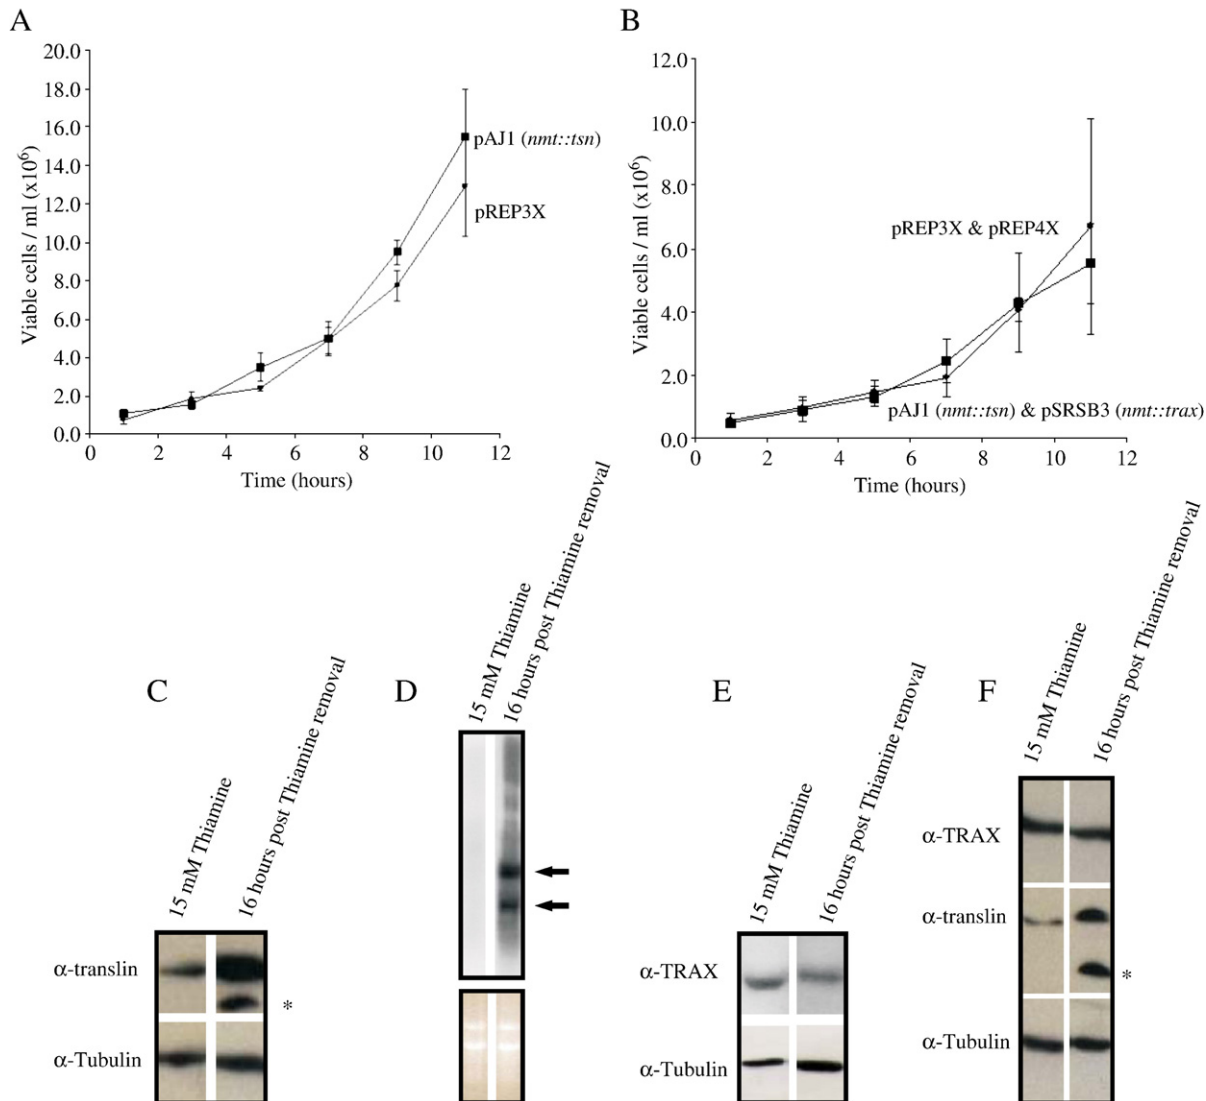 A
20.0
18.0
16.0
14.0
12.0
10.0
8.0
6.0
4.0
2.0
0.0
0 2 4 6 8 10 12
Viable cells / ml (x10⁶)
Time (hours)
pAJ1 (nmt::tsn)
pREP3X
B
12.0
10.0
8.0
6.0
4.0
2.0
0.0
0 2 4 6 8 10 12
Viable cells / ml (x10⁶)
Time (hours)
pREP3X & pREP4X
pAJ1 (nmt::tsn) & pSRSB3 (nmt::trax)
C
15 mM Thiamine
16 hours post Thiamine removal
α-translin
*
α-Tubulin
D
15 mM Thiamine
16 hours post Thiamine removal
E
15 mM Thiamine
16 hours post Thiamine removal
α-TRAX
α-Tubulin
F
15 mM Thiamine
16 hours post Thiamine removal
α-TRAX
α-translin
*
α-Tubulin